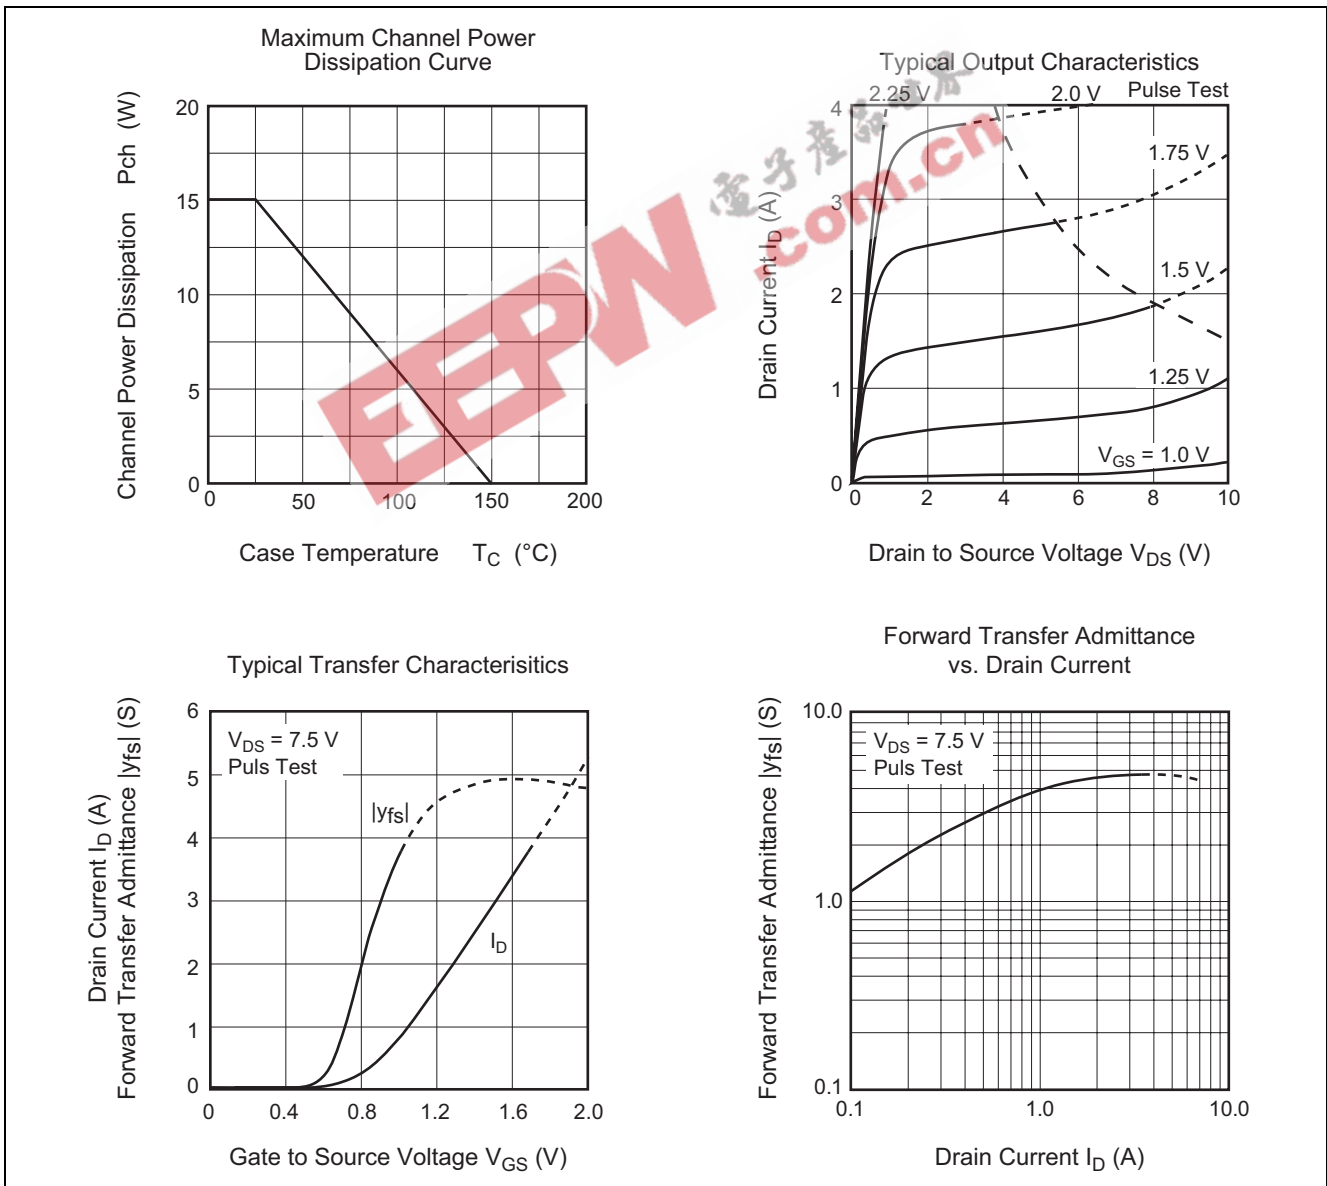 Maximum Channel Power
Dissipation Curve
Channel Power Dissipation Pch (W)
20
15
10
5
0
0 50 100 150 200
Case Temperature TC (°C)
Typical Output Characteristics
2.25 V 2.0 V Pulse Test
1.75 V
1.5 V
1.25 V
VGS = 1.0 V
Drain Current ID (A)
4
3
2
1
0
0 2 4 6 8 10
Drain to Source Voltage VDS (V)
電子產品世界
.com.cn
EEPW
Typical Transfer Characterisitics
Drain Current ID (A)
Forward Transfer Admittance |yfs| (S)
6
5
4
3
2
1
0
VDS = 7.5 V
Puls Test
|yfs|
ID
0 0.4 0.8 1.2 1.6 2.0
Gate to Source Voltage VGS (V)
Forward Transfer Admittance
vs. Drain Current
Forward Transfer Admittance |yfs| (S)
10.0
1.0
0.1
VDS = 7.5 V
Puls Test
0.1 1.0 10.0
Drain Current ID (A)